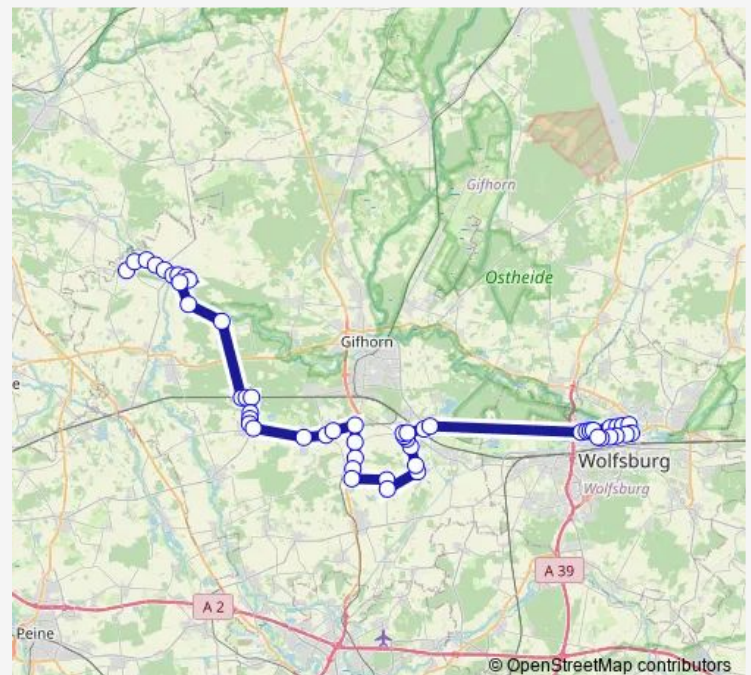 Gifhorn
Ostheide
Gifhorn
e
Wolfsburg
Wolfsburg
A 39
A 2
Peine
© OpenStreetMap contributors